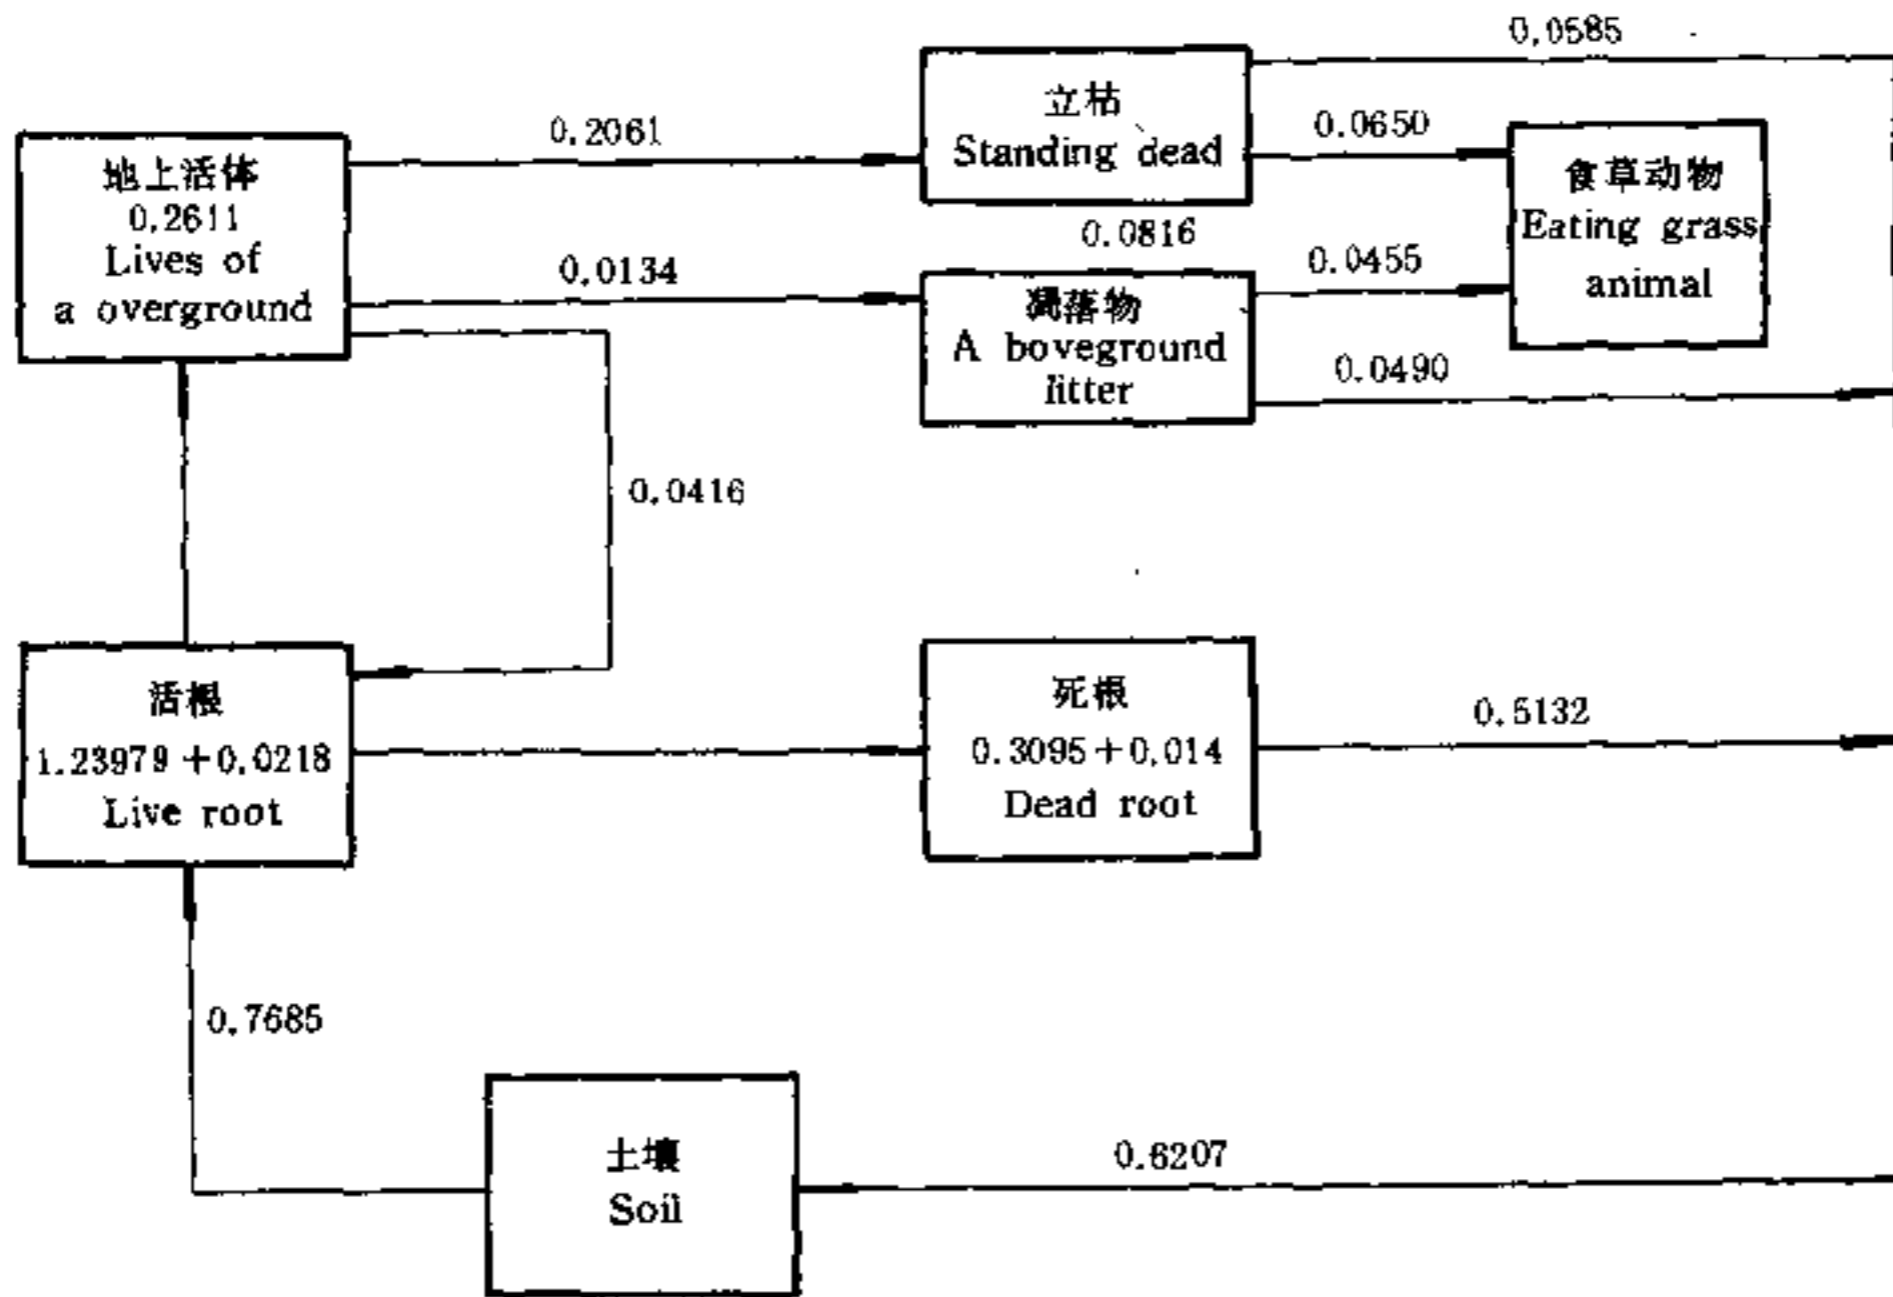 0.0585
立枯
Standing dead
0.2061
0.0650
地上活体
0.2611
Lives of
a overground
食草动物
Eating grass
animal
0.0816
0.0134
0.0455
凋落物
A boveground
litter
0.0490
0.0416
活根
1.23979+0.0218
Live root
死根
0.3095+0.014
Dead root
0.5132
0.7685
土壤
Soil
0.6207